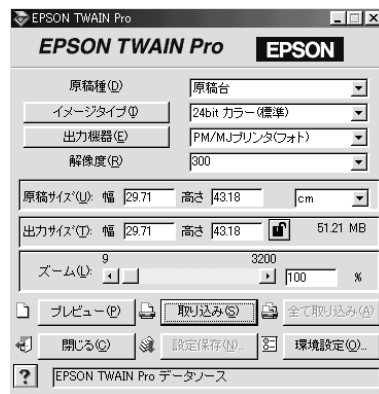 EPSON TWAIN Pro
EPSON TWAIN Pro EPSON
原稿種(D) 原稿台
イメージタイプ(I) 24bit カラー(標準)
出力機器(E) PM/MJプリンタ(フォト)
解像度(R) 300
原稿サイズ(U): 幅 29.71 高さ 43.18 cm
出力サイズ(T): 幅 29.71 高さ 43.18 51.21 MB
9 3200
ズーム(L): 100 %
プレビュー(P) 取り込み(S) 全て取り込み(A)
閉じる(C) 設定保存(N)... 環境設定(O)...
? EPSON TWAIN Pro データソース